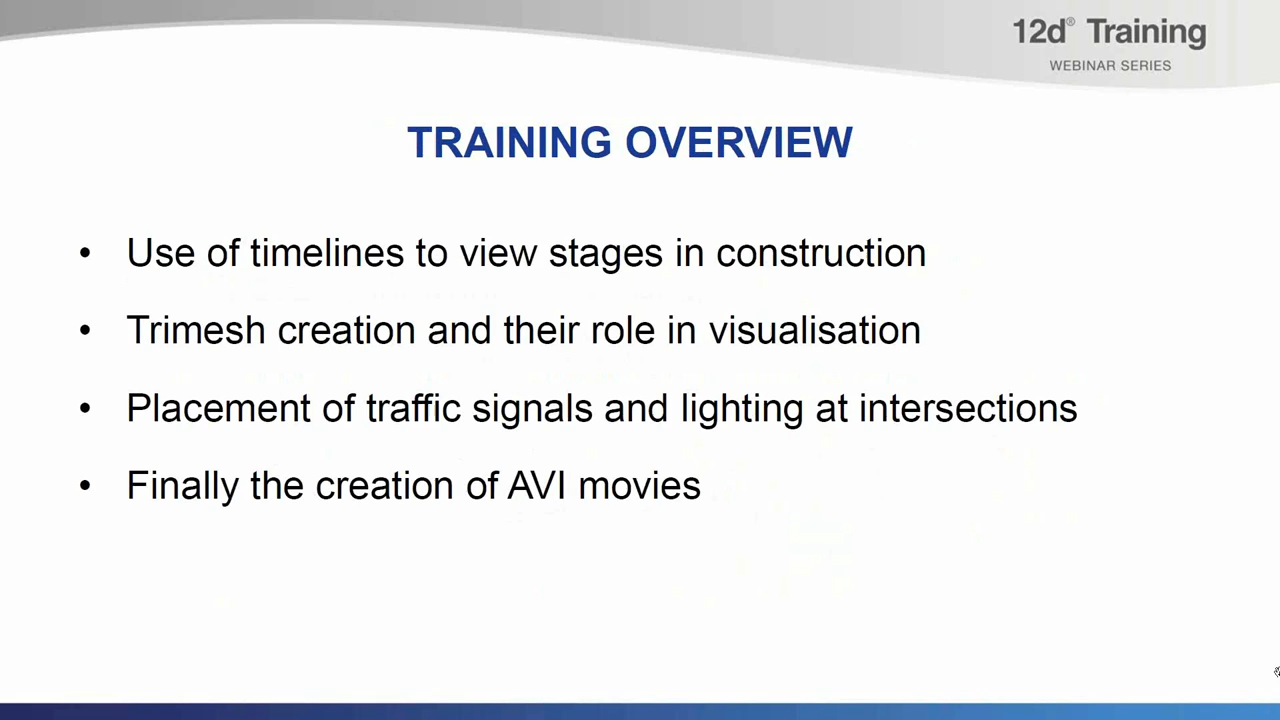 12d® Training
WEBINAR SERIES
TRAINING OVERVIEW
• Use of timelines to view stages in construction
• Trimesh creation and their role in visualisation
• Placement of traffic signals and lighting at intersections
• Finally the creation of AVI movies